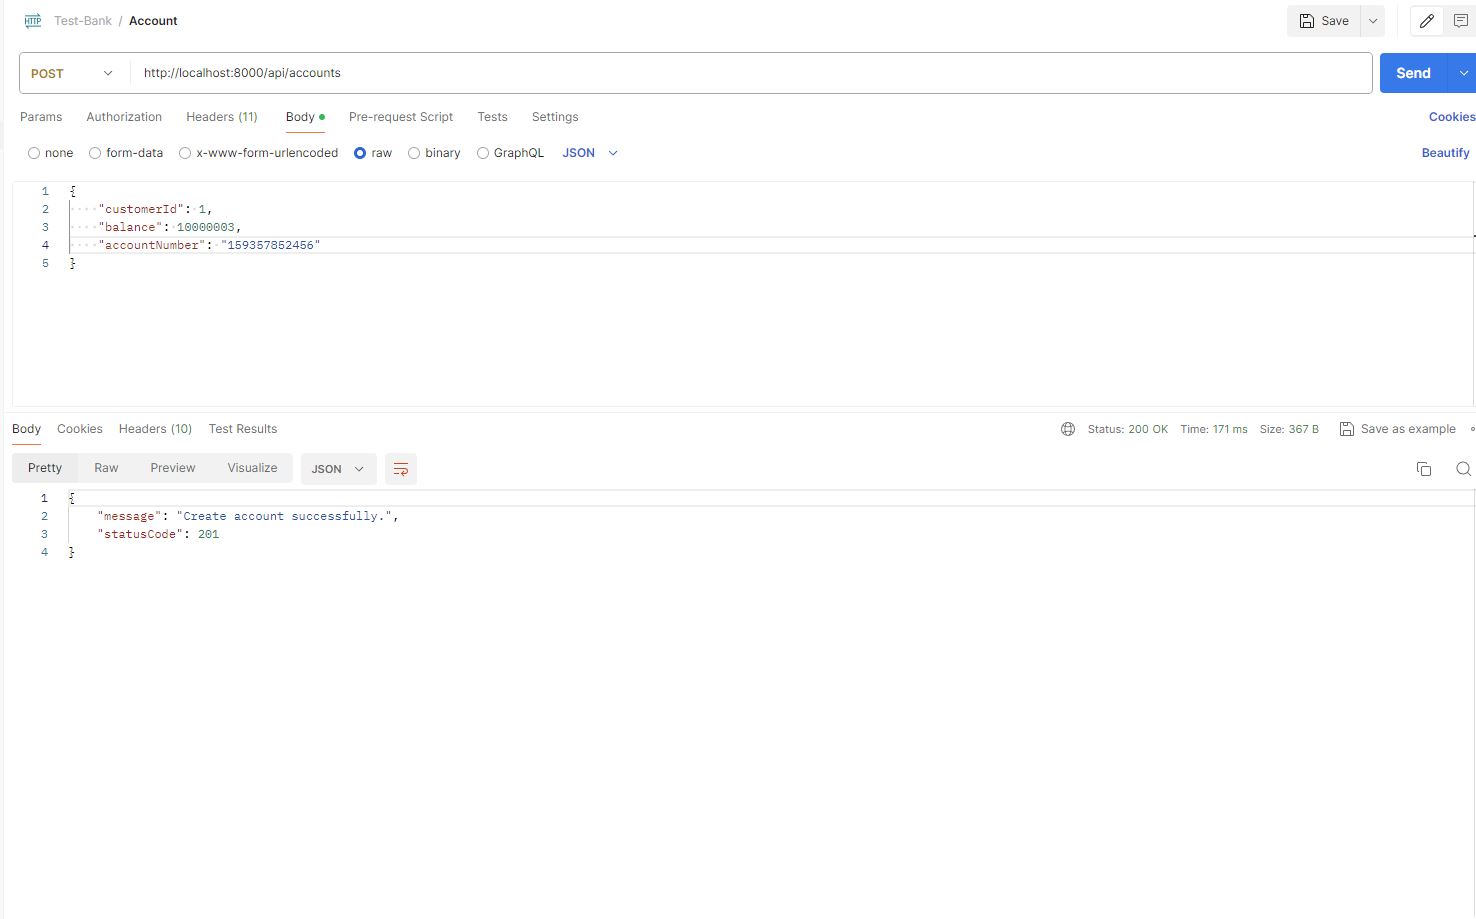 HTTP Test-Bank / Account Save
POST http://localhost:8000/api/accounts Send
Params Authorization Headers (11) Body Pre-request Script Tests Settings Cookies
none form-data x-www-form-urlencoded raw binary GraphQL JSON Beautify
1 {
2 "customerId": 1,
3 "balance": 10000003,
4 "accountNumber": "159357852456"
5 }
Body Cookies Headers (10) Test Results Status: 200 OK Time: 171 ms Size: 367 B Save as example
Pretty Raw Preview Visualize JSON
1 {
2 "message": "Create account successfully.",
3 "statusCode": 201
4 }